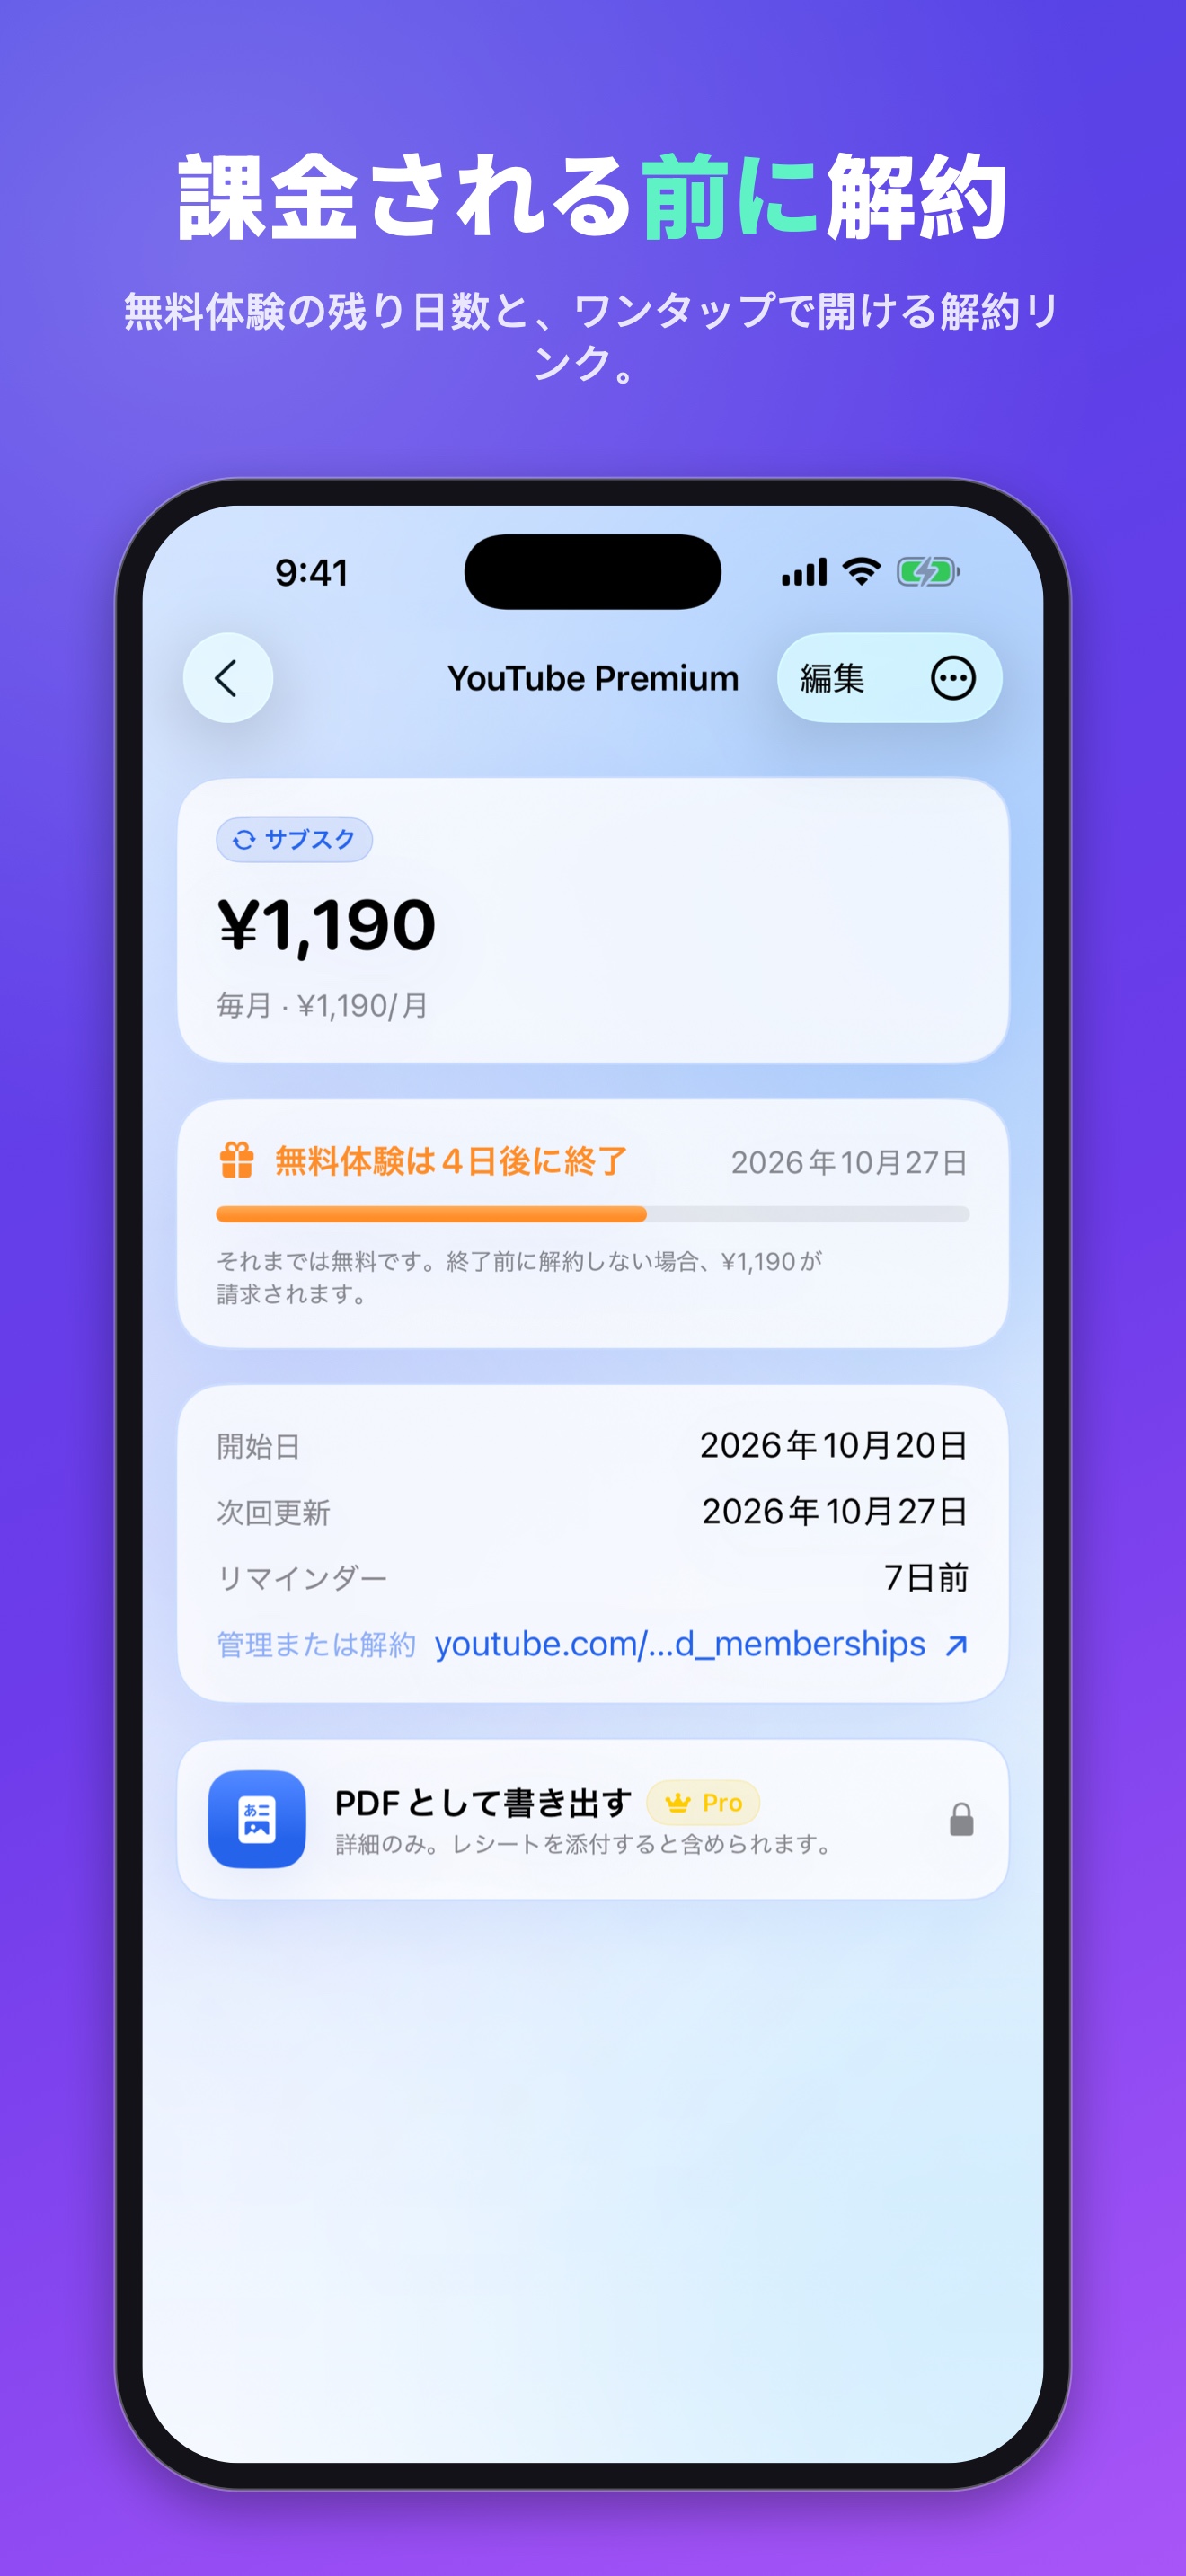 課金される前に解約
無料体験の残り日数と、ワンタップで開ける解約リ
ンク。
9:41
YouTube Premium
編集
サブスク
¥1,190
毎月 · ¥1,190/月
無料体験は4日後に終了
2026年10月27日
それまでは無料です。終了前に解約しない場合、¥1,190が
請求されます。
開始日 2026年10月20日
次回更新 2026年10月27日
リマインダー 7日前
管理または解約 youtube.com/...d_memberships
PDFとして書き出す Pro
詳細のみ。レシートを添付すると含められます。